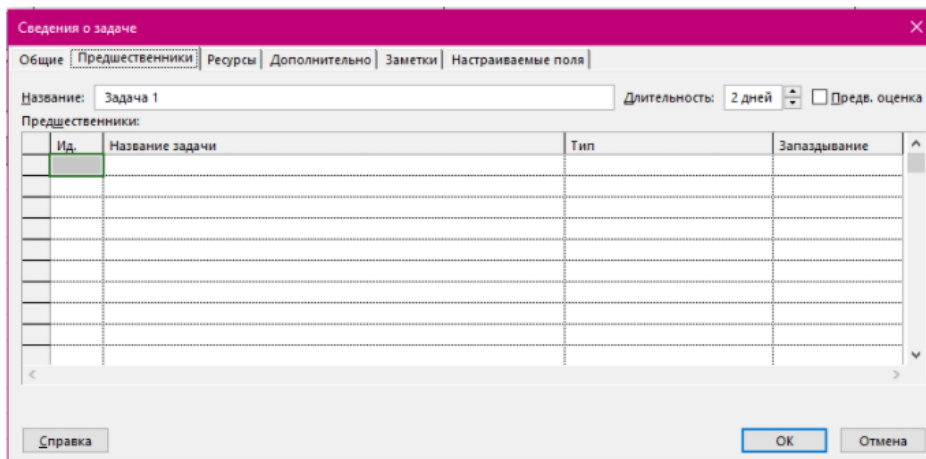 Сведения о задаче
Общие Предшественники Ресурсы Дополнительно Заметки Настраиваемые поля
Название: Задача 1 Длительность: 2 дней Предв. оценка
Предшественники:
Ид. Название задачи Тип Запаздывание
Справка ОК Отмена